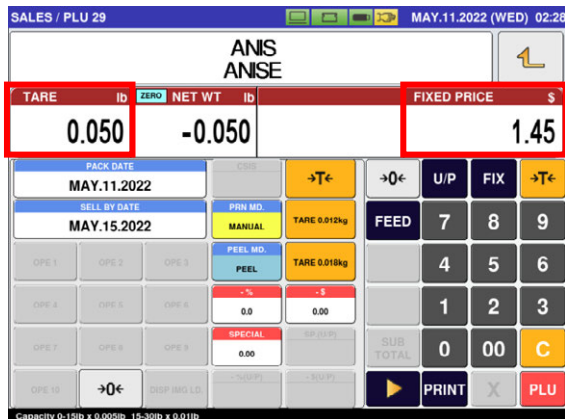 SALES / PLU 29
MAY.11.2022 (WED) 02:28
ANIS
ANISE
TARE lb ZERO NET WT lb FIXED PRICE $
0.050 -0.050 1.45
PACK DATE
MAY.11.2022
SELL BY DATE
MAY.15.2022
CSIS
→T← →0← U/P FIX →T←
PRN MD.
MANUAL
TARE 0.012kg
FEED 7 8 9
OPE 1 OPE 2 OPE 3
PEEL MD.
PEEL
TARE 0.018kg
4 5 6
OPE 4 OPE 5 OPE 6
- %
0.0
- $
0.00
1 2 3
OPE 7 OPE 8 OPE 9
SPECIAL
0.00
SP.(U/P)
SUB
TOTAL
0 00 C
OPE 10 →0← DISP IMG LD. - %(U/P) - $(U/P)
PRINT X PLU
Capacity 0-15lb x 0.005lb 15-30lb x 0.01lb